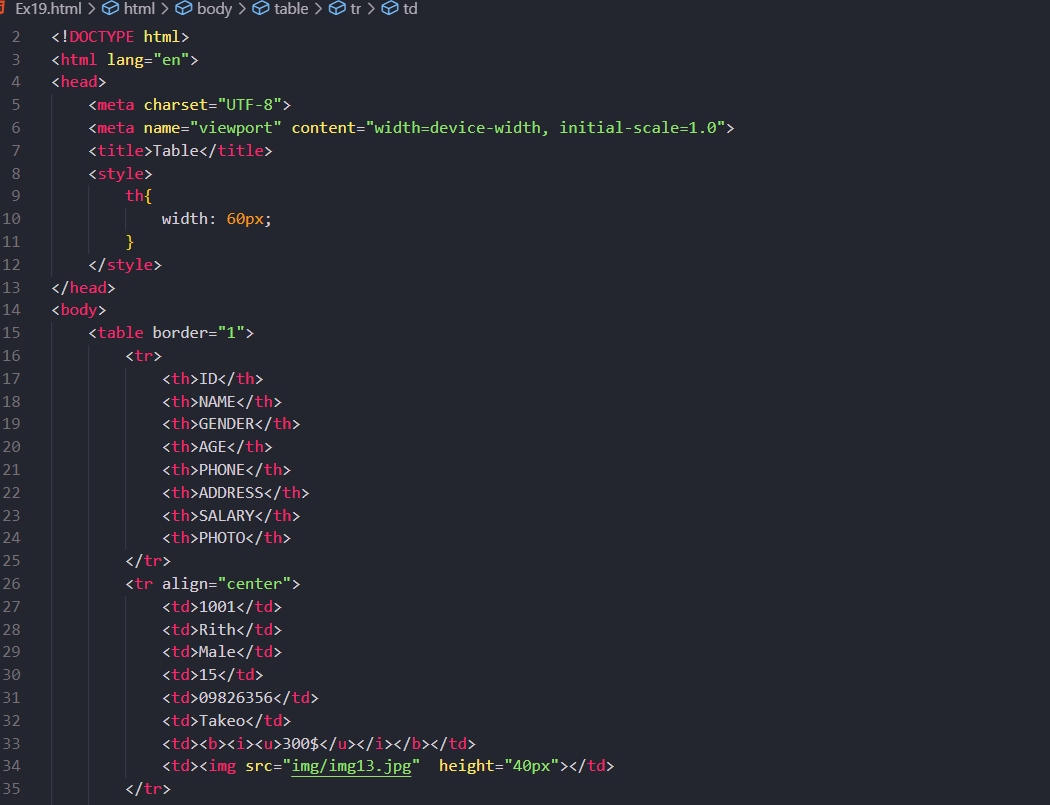 Ex19.html > html > body > table > tr > td
2 <!DOCTYPE html>
3 <html lang="en">
4 <head>
5 <meta charset="UTF-8">
6 <meta name="viewport" content="width=device-width, initial-scale=1.0">
7 <title>Table</title>
8 <style>
9 th{
10 width: 60px;
11 }
12 </style>
13 </head>
14 <body>
15 <table border="1">
16 <tr>
17 <th>ID</th>
18 <th>NAME</th>
19 <th>GENDER</th>
20 <th>AGE</th>
21 <th>PHONE</th>
22 <th>ADDRESS</th>
23 <th>SALARY</th>
24 <th>PHOTO</th>
25 </tr>
26 <tr align="center">
27 <td>1001</td>
28 <td>Rith</td>
29 <td>Male</td>
30 <td>15</td>
31 <td>09826356</td>
32 <td>Takeo</td>
33 <td><b><i><u>300$</u></i></b></td>
34 <td><img src="img/img13.jpg"  height="40px"></td>
35 </tr>